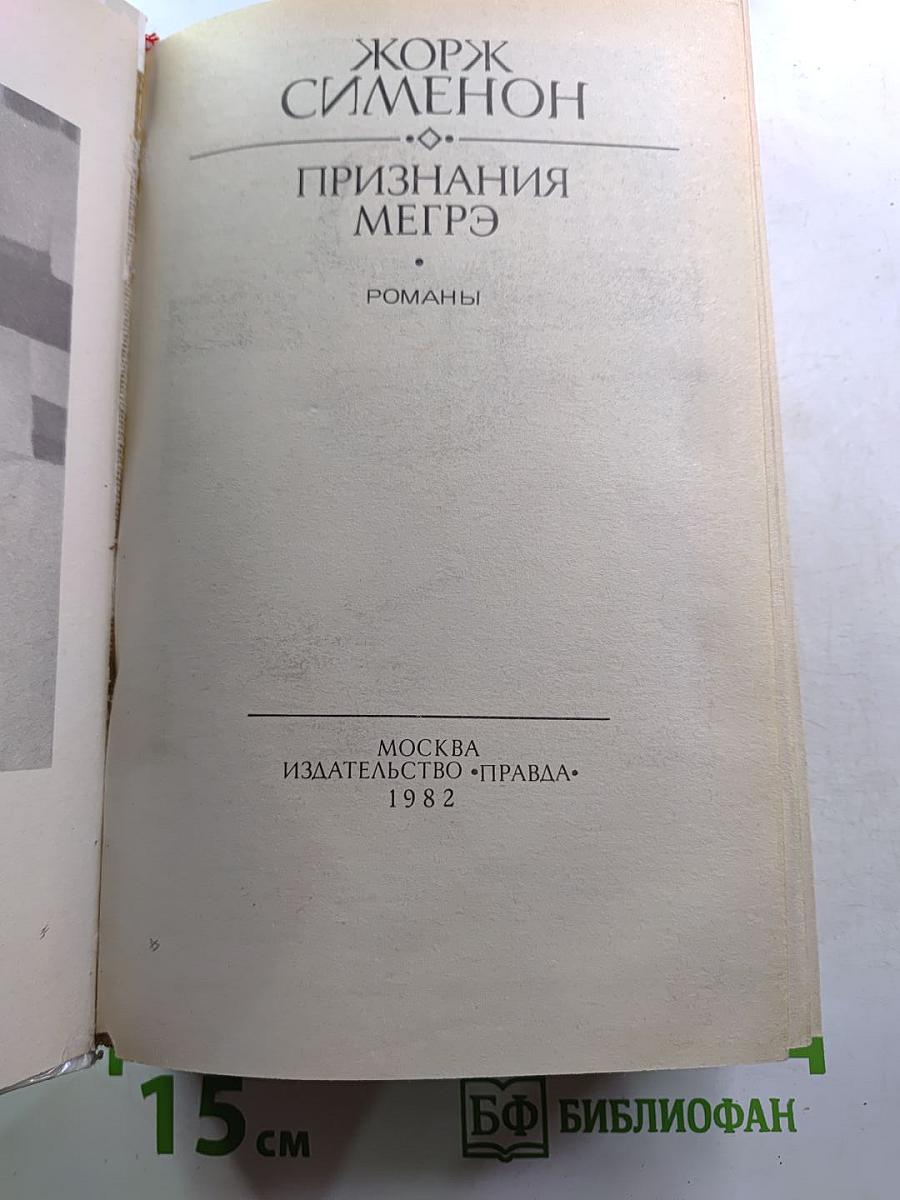 ЖОРЖ
СИМЕНОН
ПРИЗНАНИЯ
МЕГРЭ
РОМАНЫ
МОСКВА
ИЗДАТЕЛЬСТВО •ПРАВДА•
1982
15 см
БФ БИБЛИОФАН